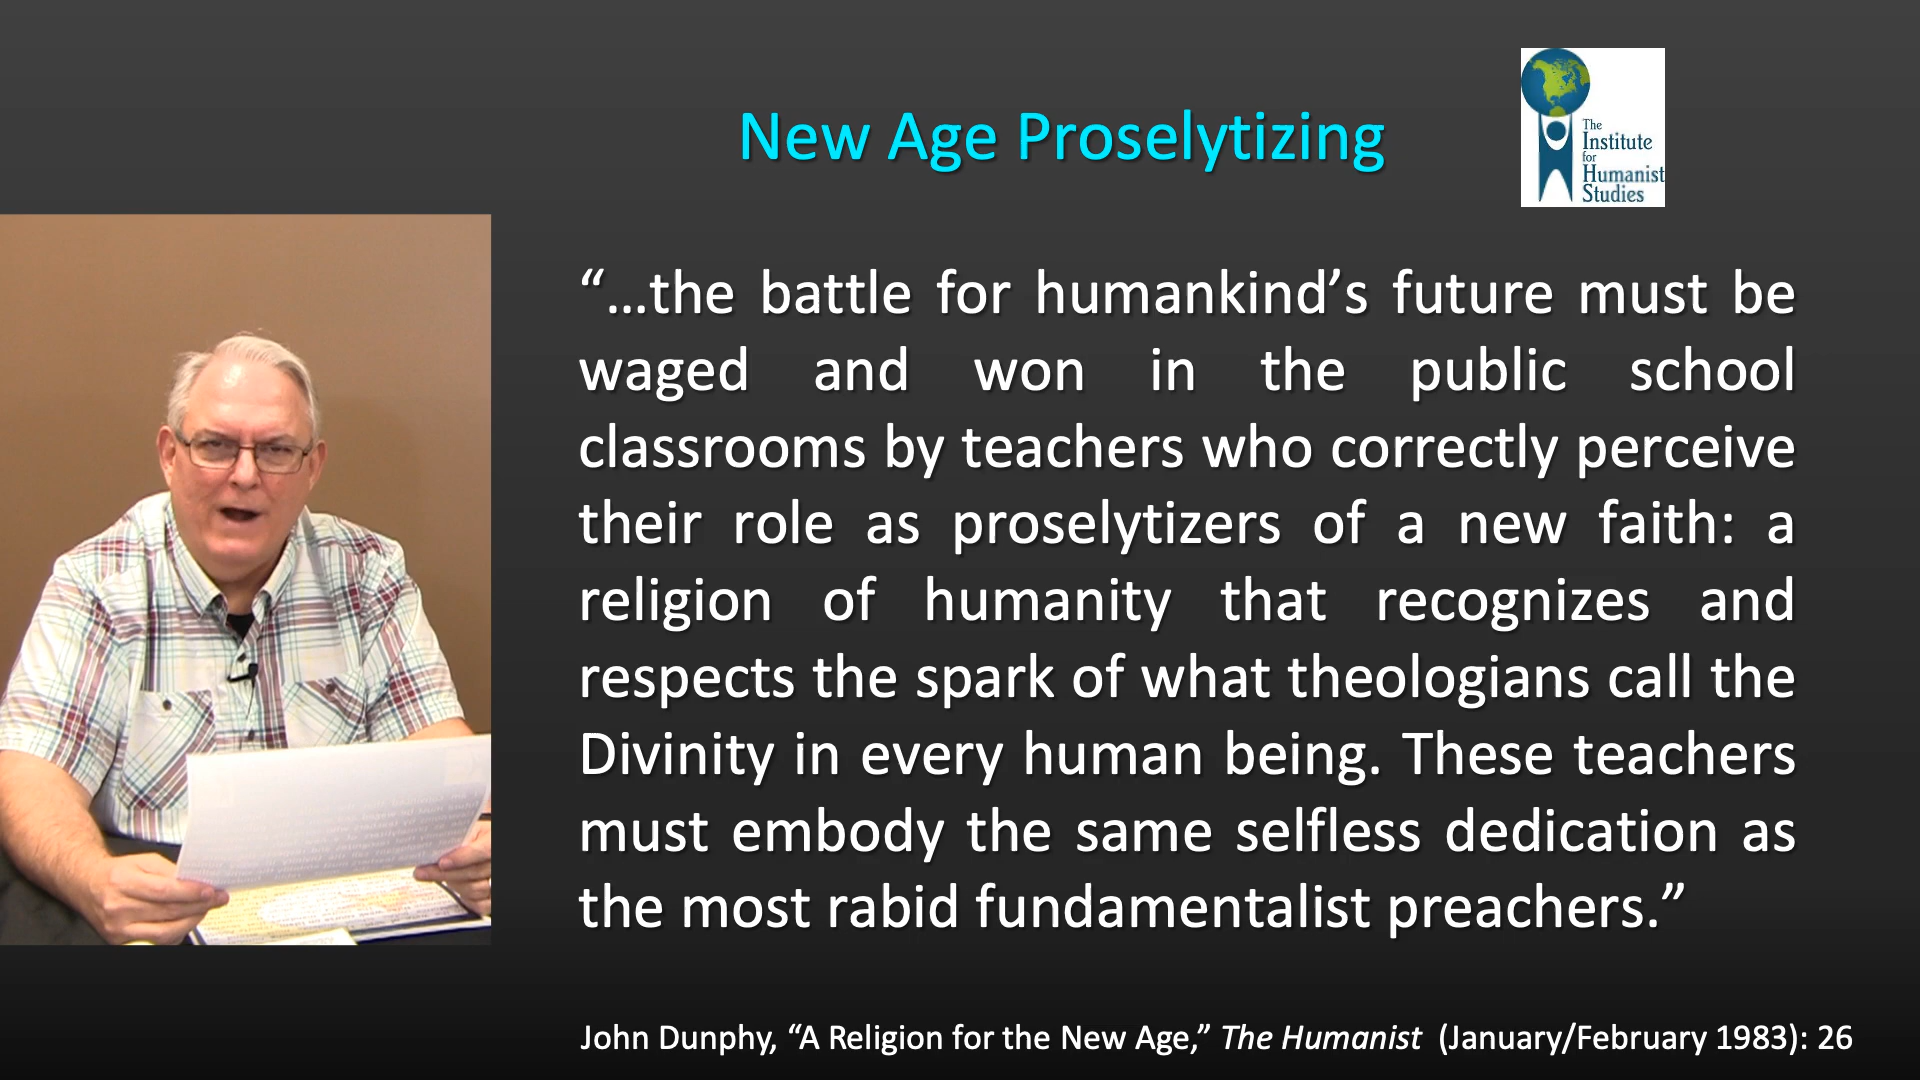 New Age Proselytizing
The
Institute
for
Humanist
Studies
“…the battle for humankind’s future must be
waged and won in the public school
classrooms by teachers who correctly perceive
their role as proselytizers of a new faith: a
religion of humanity that recognizes and
respects the spark of what theologians call the
Divinity in every human being. These teachers
must embody the same selfless dedication as
the most rabid fundamentalist preachers.”
John Dunphy, “A Religion for the New Age,” The Humanist (January/February 1983): 26